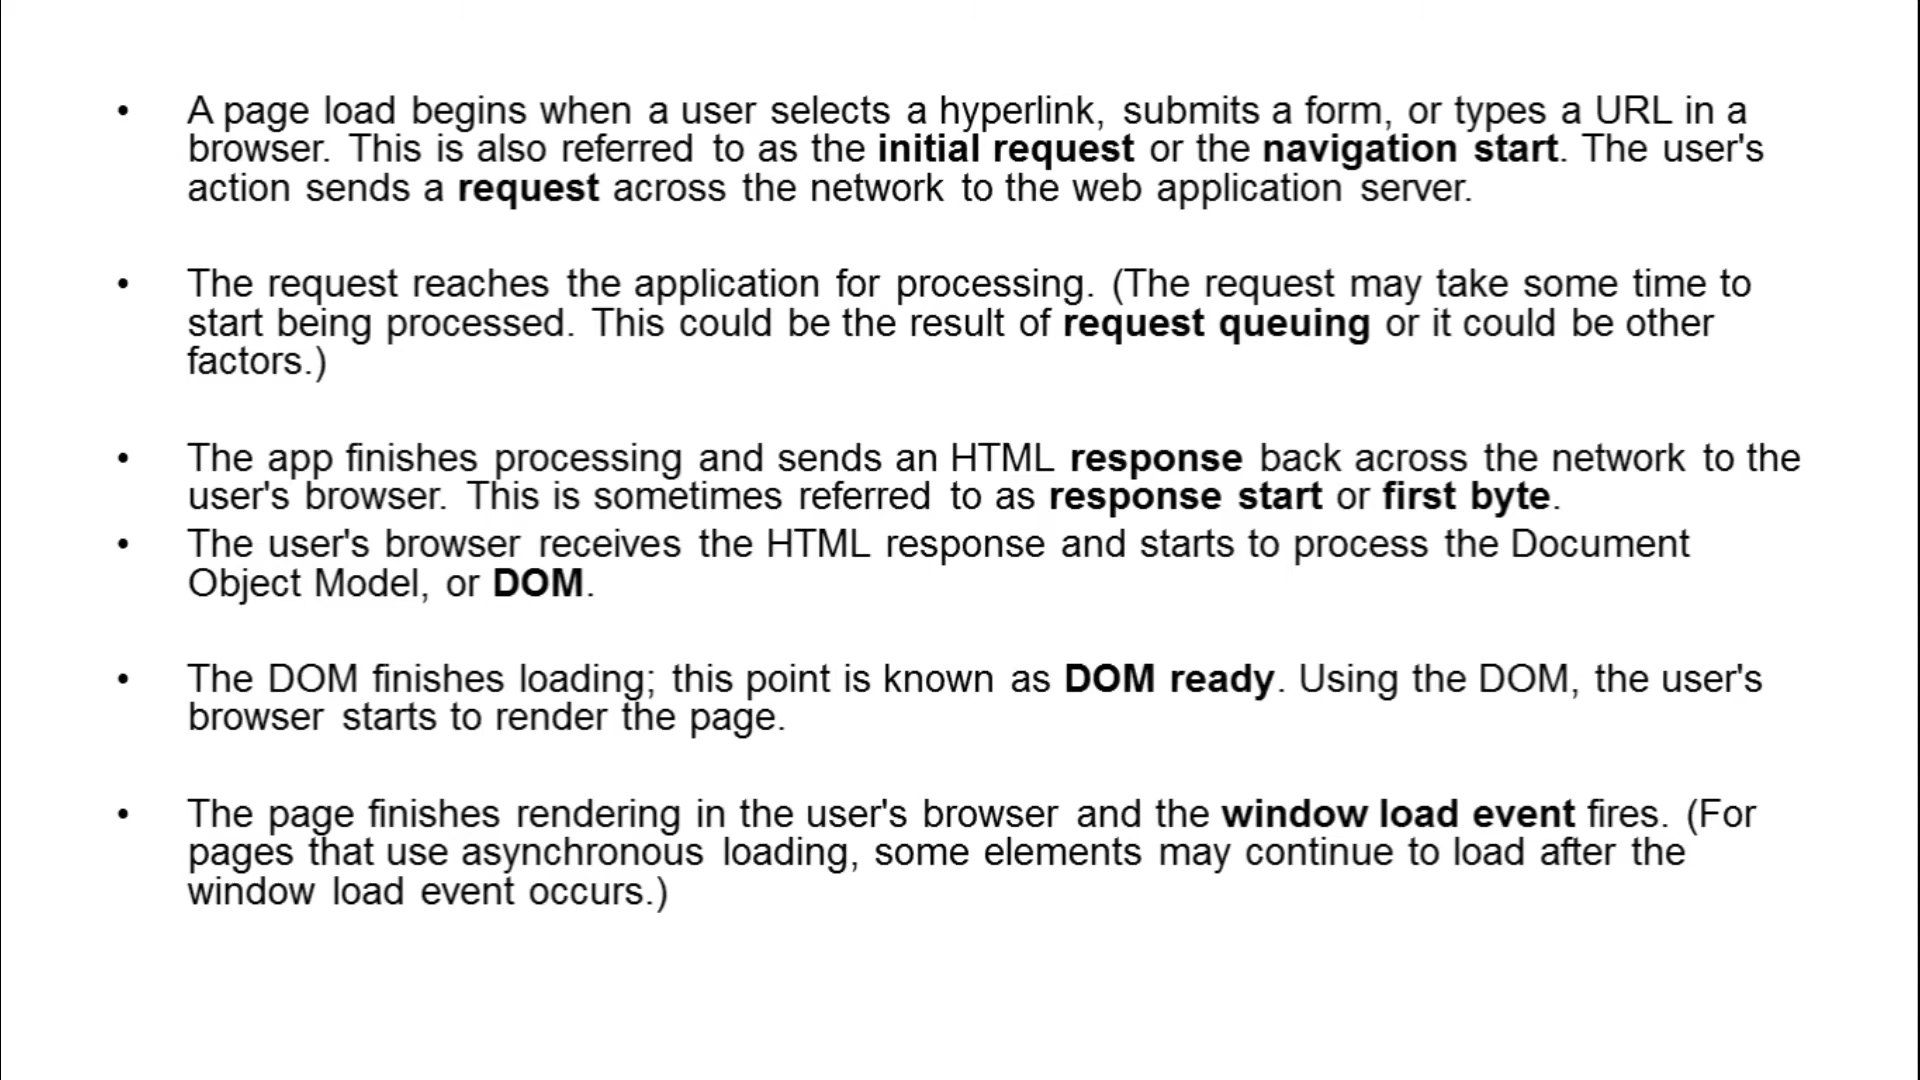 • A page load begins when a user selects a hyperlink, submits a form, or types a URL in a
browser. This is also referred to as the initial request or the navigation start. The user's
action sends a request across the network to the web application server.
• The request reaches the application for processing. (The request may take some time to
start being processed. This could be the result of request queuing or it could be other
factors.)
• The app finishes processing and sends an HTML response back across the network to the
user's browser. This is sometimes referred to as response start or first byte.
• The user's browser receives the HTML response and starts to process the Document
Object Model, or DOM.
• The DOM finishes loading; this point is known as DOM ready. Using the DOM, the user's
browser starts to render the page.
• The page finishes rendering in the user's browser and the window load event fires. (For
pages that use asynchronous loading, some elements may continue to load after the
window load event occurs.)